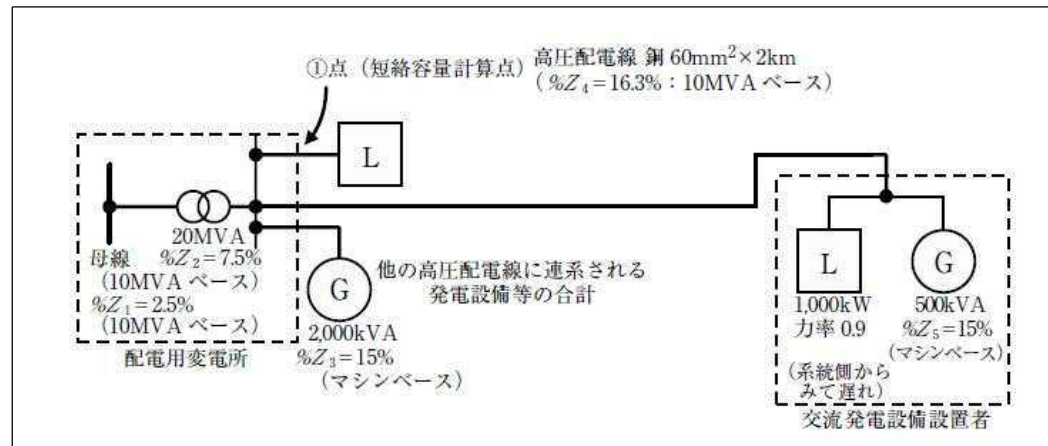 ①点（短絡容量計算点）
高圧配電線 銅 60mm²×2km
（%Z₄＝16.3%：10MVA ベース）
L
20MVA
%Z₂＝7.5%
（10MVA ベース）
母線
%Z₁＝2.5%
（10MVA ベース）
配電用変電所
G
他の高圧配電線に連系される
発電設備等の合計
2,000kVA
%Z₃＝15%
（マシンベース）
L
1,000kW
力率 0.9
（系統側から
みて遅れ）
G
500kVA
%Z₅＝15%
（マシンベース）
交流発電設備設置者